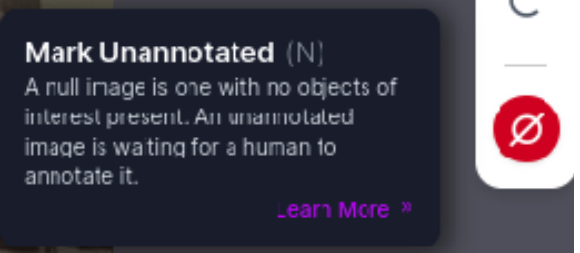 Mark Unannotated (N)
A null image is one with no objects of
interest present. An unannotated
image is waiting for a human to
annotate it.
Learn More »